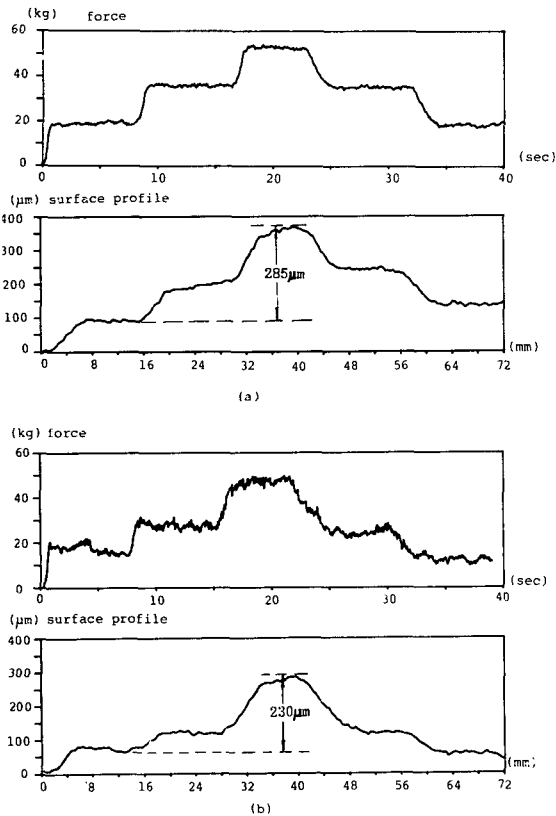 (kg) force
60
40
20
0
0 10 20 30 40
(sec)
(µm) surface profile
400
300
200
100
0
285µm
0 8 16 24 32 40 48 56 64 72
(mm)
(a)
(kg) force
60
40
20
0
0 10 20 30 40
(sec)
(µm) surface profile
400
300
200
100
0
230µm
0 8 16 24 32 40 48 56 64 72
(mm)
(b)